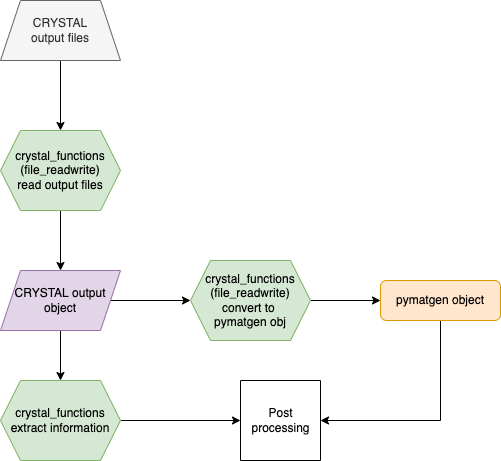 CRYSTAL
output files
crystal_functions
(file_readwrite)
read output files
CRYSTAL output
object
crystal_functions
(file_readwrite)
convert to
pymatgen obj
pymatgen object
crystal_functions
extract information
Post
processing